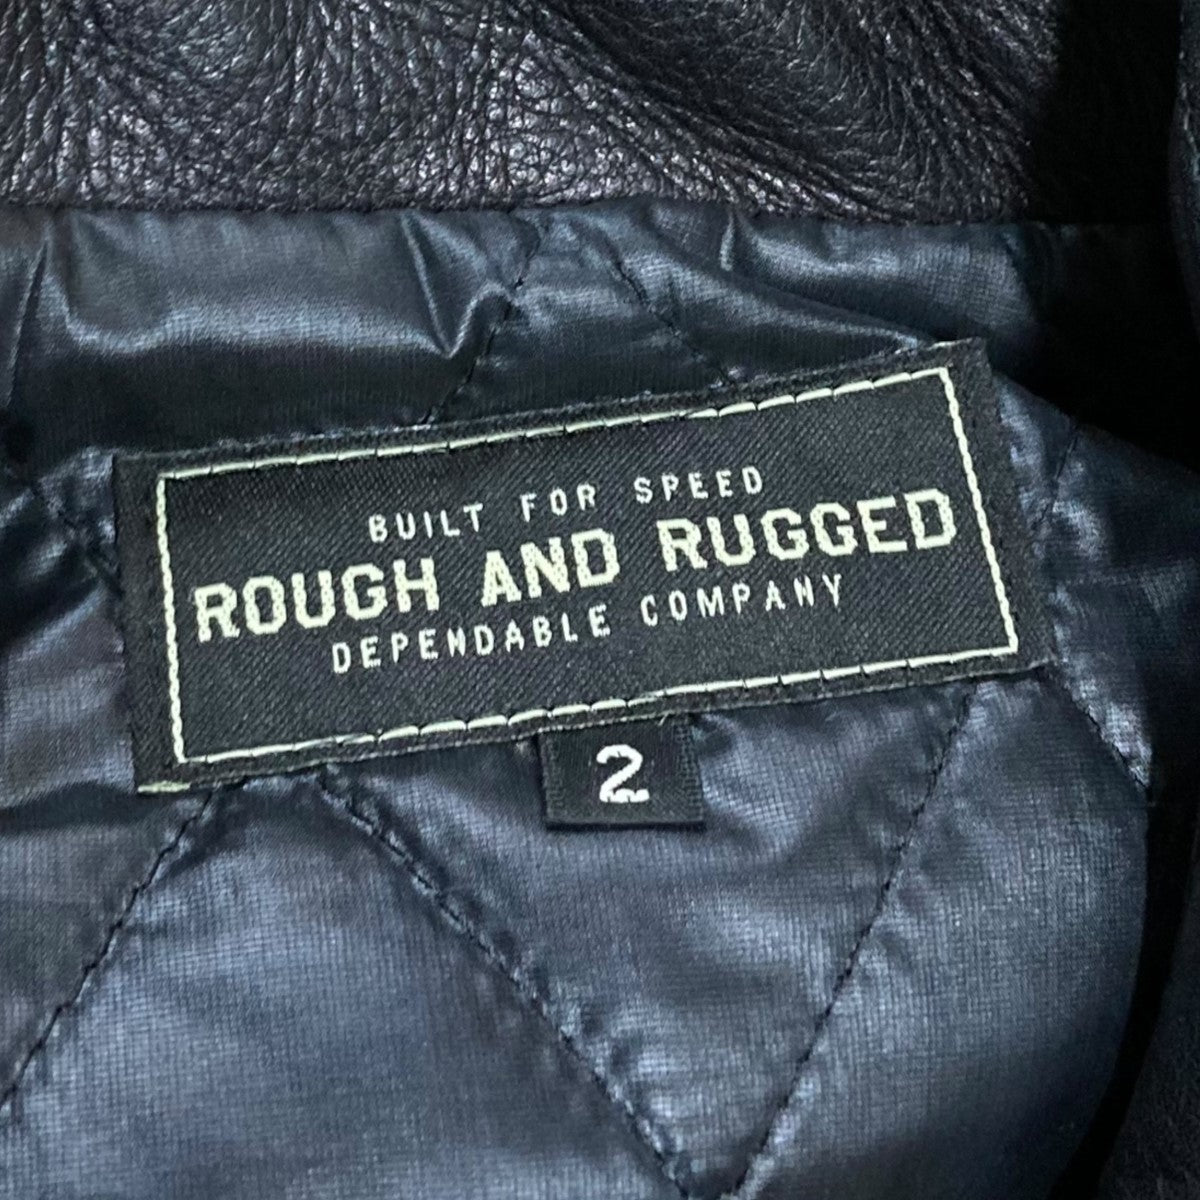 BUILT FOR SPEED
ROUGH AND RUGGED
DEPENDABLE COMPANY
2